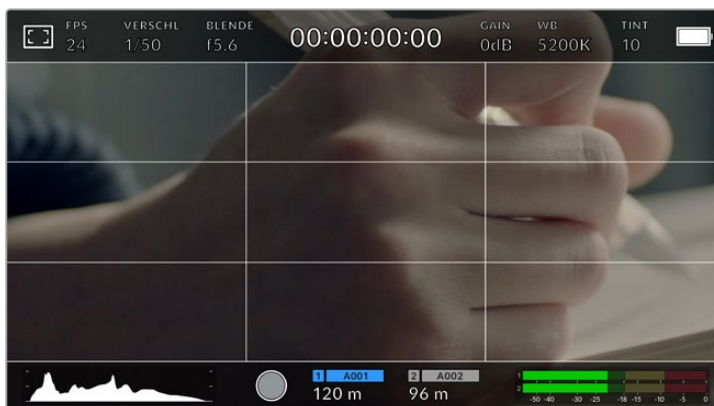 FPS VERSCHL BLENDE 00:00:00:00 GAIN WB TINT
24 1/50 f5.6 0dB 5200K 10
1 A001 2 A002
120 m 96 m
1
2
-50 -40 -30 -25 -18 -15 -10 -5 0